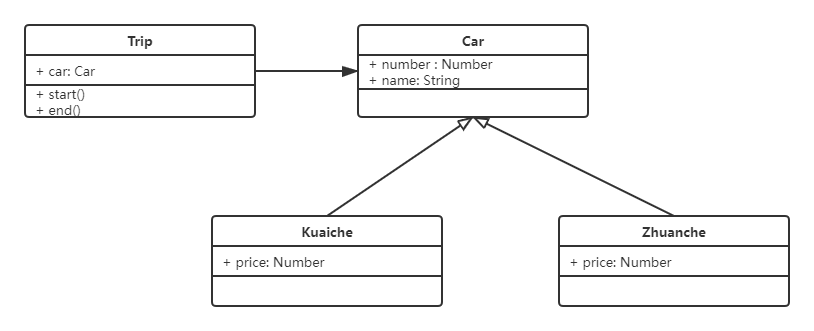 Trip
+ car: Car
+ start()
+ end()
Car
+ number : Number
+ name: String
Kuaiche
+ price: Number
Zhuanche
+ price: Number